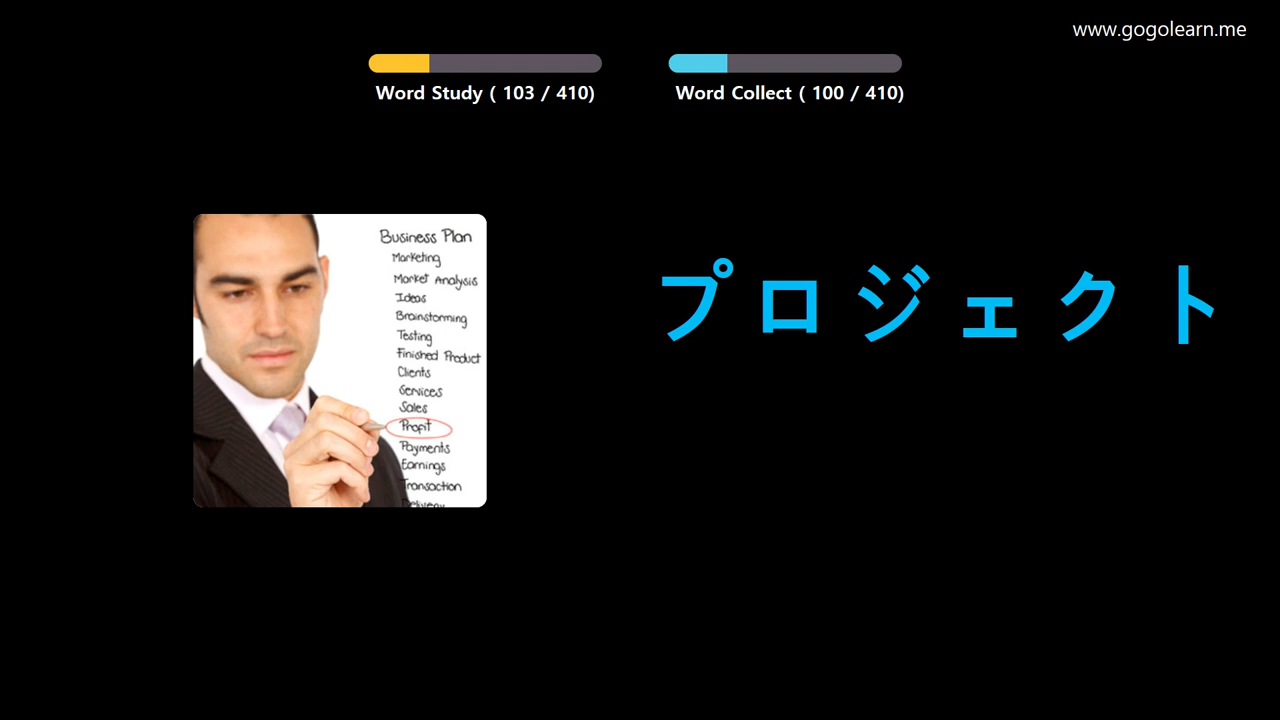 www.gogolearn.me
Word Study ( 103 / 410)
Word Collect ( 100 / 410)
Business Plan
Marketing
Market Analysis
Ideas
Brainstorming
Testing
Finished Product
Clients
Services
Sales
Profit
Payments
Earnings
Transaction
Delivery
プロジェクト